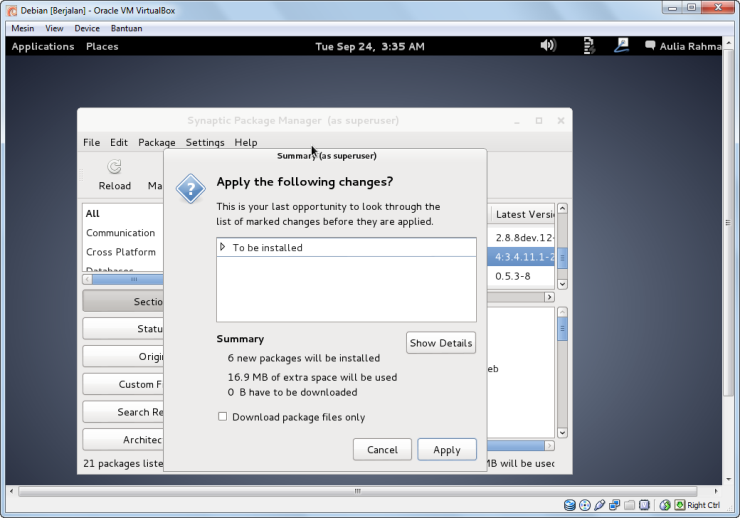 Debian [Berjalan] - Oracle VM VirtualBox
Mesin View Device Bantuan
Applications Places Tue Sep 24, 3:35 AM Aulia Rahma
Synaptic Package Manager (as superuser)
File Edit Package Settings Help
Summary (as superuser)
Reload Ma
Apply the following changes?
This is your last opportunity to look through the
list of marked changes before they are applied.
All Latest Versi
Communication
Cross Platform
Databases
To be installed
2.8.8dev.12-
4:3.4.11.1-2
0.5.3-8
Sectio
Statu
Origi
Custom F
Search Re
Architec
Summary
Show Details
6 new packages will be installed
16.9 MB of extra space will be used
0 B have to be downloaded
eb
Download package files only
Cancel Apply
21 packages liste MB will be used
Right Ctrl